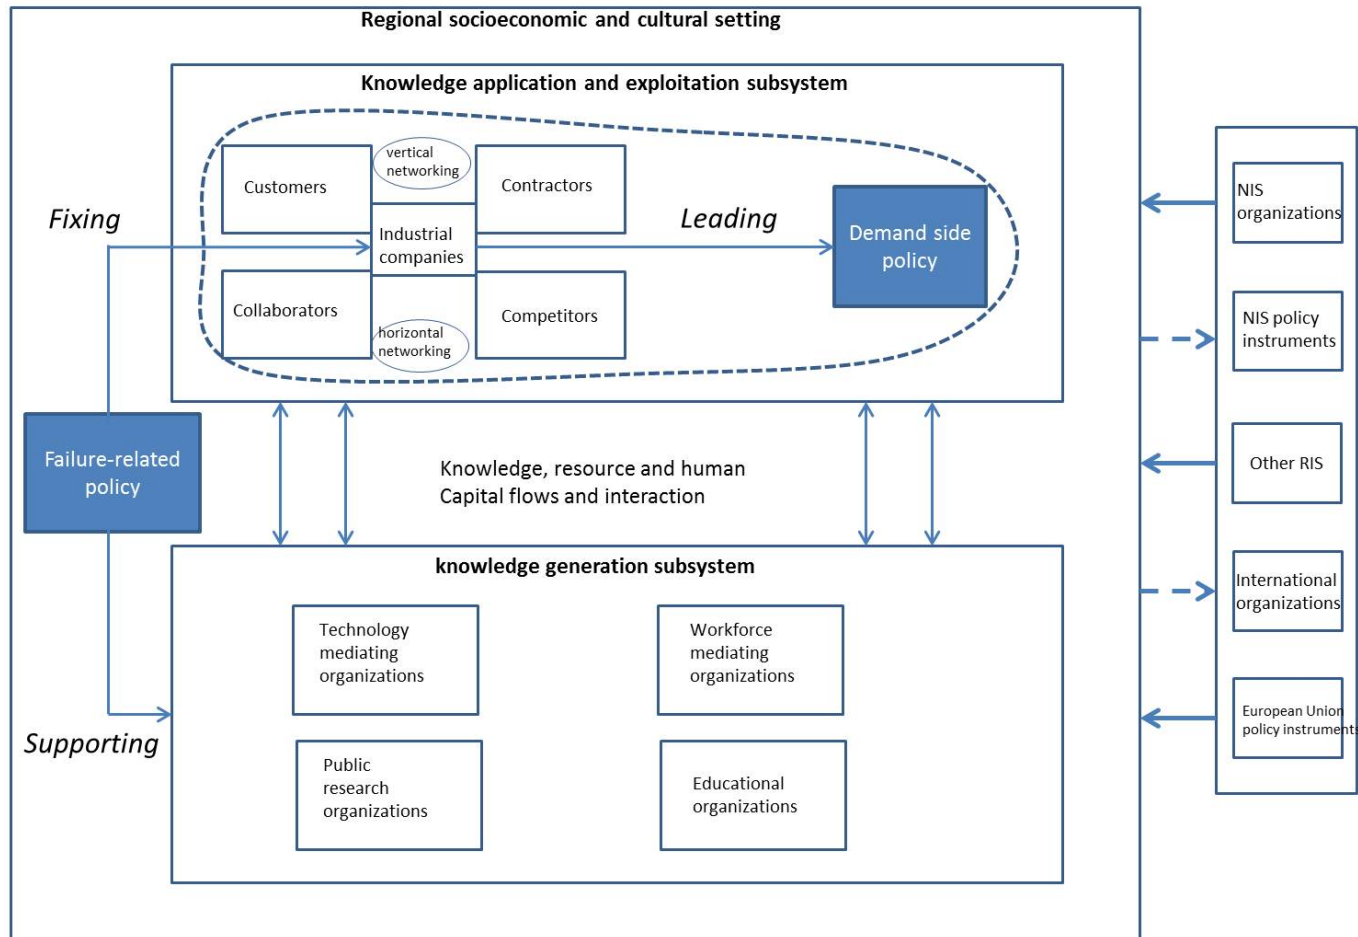 Regional socioeconomic and cultural setting
Knowledge application and exploitation subsystem
vertical
networking
Customers
Contractors
Fixing
Industrial
companies
Leading
Demand side
policy
Collaborators
horizontal
networking
Competitors
Failure-related
policy
Knowledge, resource and human
Capital flows and interaction
knowledge generation subsystem
Technology
mediating
organizations
Workforce
mediating
organizations
Supporting
Public
research
organizations
Educational
organizations
NIS
organizations
NIS policy
instruments
Other RIS
International
organizations
European Union
policy instruments